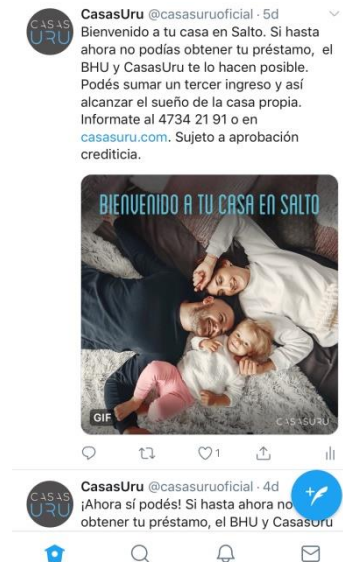 CASAS
URU
CasasUru @casasuruoficial · 5d
Bienvenido a tu casa en Salto. Si hasta
ahora no podías obtener tu préstamo, el
BHU y CasasUru te lo hacen posible.
Podés sumar un tercer ingreso y así
alcanzar el sueño de la casa propia.
Informate al 4734 21 91 o en
casasuru.com. Sujeto a aprobación
crediticia.
BIENVENIDO A TU CASA EN SALTO
GIF
CASASURU
1
CASAS
URU
CasasUru @casasuruoficial · 4d
¡Ahora sí podés! Si hasta ahora no
obtener tu préstamo, el BHU y CasasUru